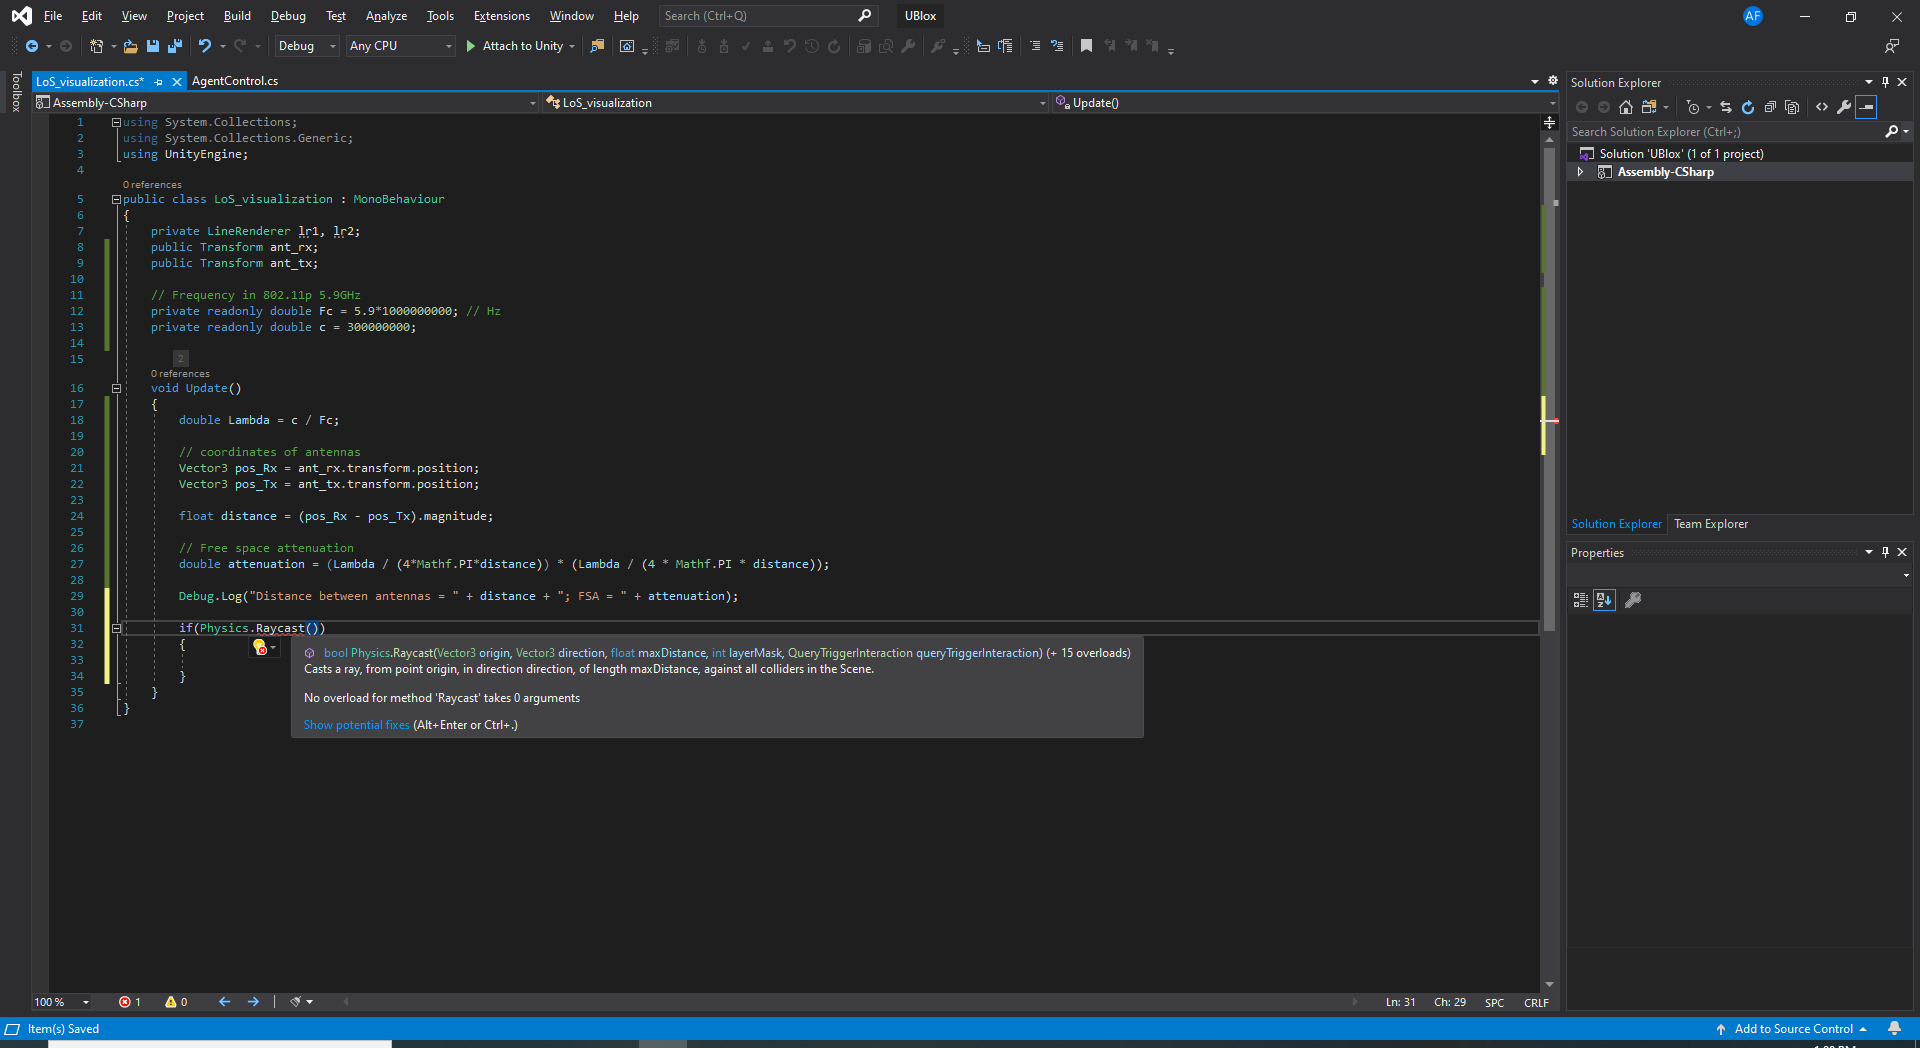 File Edit View Project Build Debug Test Analyze Tools Extensions Window Help Search (Ctrl+Q) UBlox AF
Debug Any CPU Attach to Unity
Toolbox
LoS_visualization.cs* AgentControl.cs
Assembly-CSharp LoS_visualization Update()
1 using System.Collections;
2 using System.Collections.Generic;
3 using UnityEngine;
4
0 references
5 public class LoS_visualization : MonoBehaviour
6 {
7 private LineRenderer lr1, lr2;
8 public Transform ant_rx;
9 public Transform ant_tx;
10
11 // Frequency in 802.11p 5.9GHz
12 private readonly double Fc = 5.9*1000000000; // Hz
13 private readonly double c = 300000000;
14
15 2
0 references
16 void Update()
17 {
18 double Lambda = c / Fc;
19
20 // coordinates of antennas
21 Vector3 pos_Rx = ant_rx.transform.position;
22 Vector3 pos_Tx = ant_tx.transform.position;
23
24 float distance = (pos_Rx - pos_Tx).magnitude;
25
26 // Free space attenuation
27 double attenuation = (Lambda / (4*Mathf.PI*distance)) * (Lambda / (4 * Mathf.PI * distance));
28
29 Debug.Log("Distance between antennas = " + distance + "; FSA = " + attenuation);
30
31 if(Physics.Raycast())
32 {
33
34 }
35 }
36 }
37
bool Physics.Raycast(Vector3 origin, Vector3 direction, float maxDistance, int layerMask, QueryTriggerInteraction queryTriggerInteraction) (+ 15 overloads)
Casts a ray, from point origin, in direction direction, of length maxDistance, against all colliders in the Scene.
No overload for method 'Raycast' takes 0 arguments
Show potential fixes (Alt+Enter or Ctrl+.)
Solution Explorer
Search Solution Explorer (Ctrl+;)
Solution 'UBlox' (1 of 1 project)
Assembly-CSharp
Solution Explorer Team Explorer
Properties
100 % 1 0 Ln: 31 Ch: 29 SPC CRLF
Item(s) Saved Add to Source Control